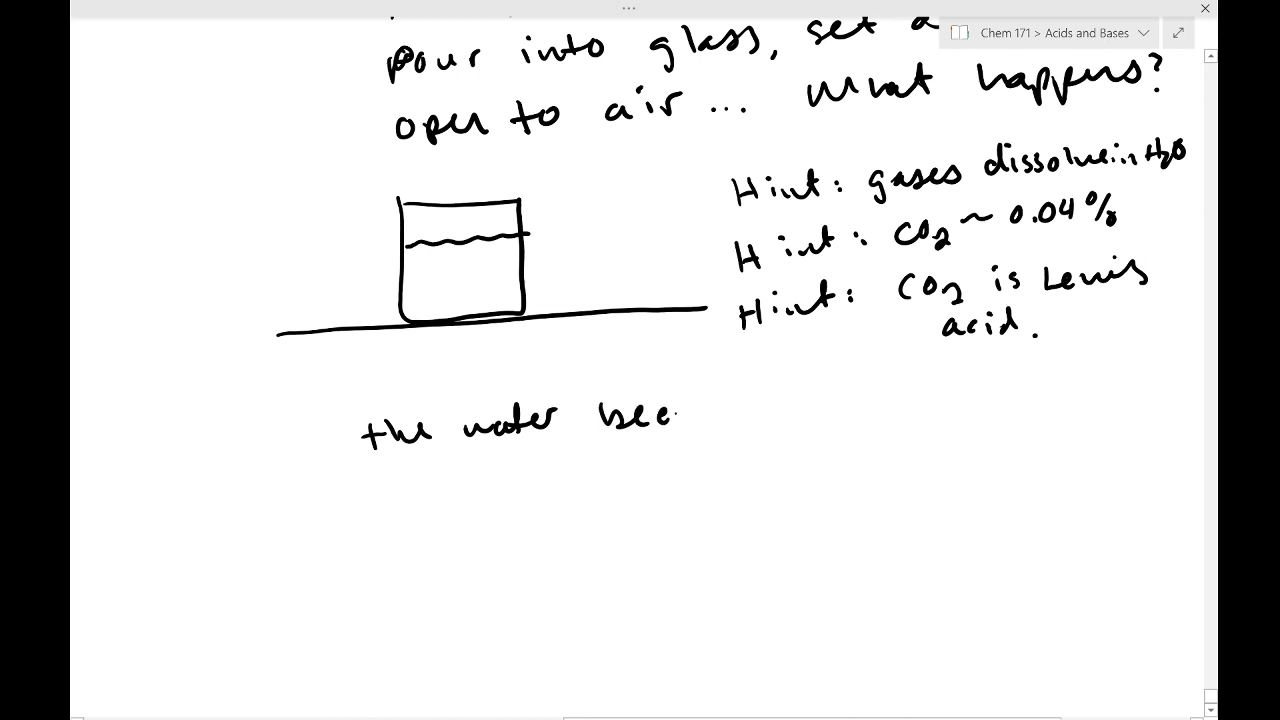 Chem 171 > Acids and Bases
pour into glass, set a
open to air ... What happens?
Hint: gases dissolve in H2O
Hint: CO2 ~ 0.04%
Hint: CO2 is Lewis
acid.
the water bec